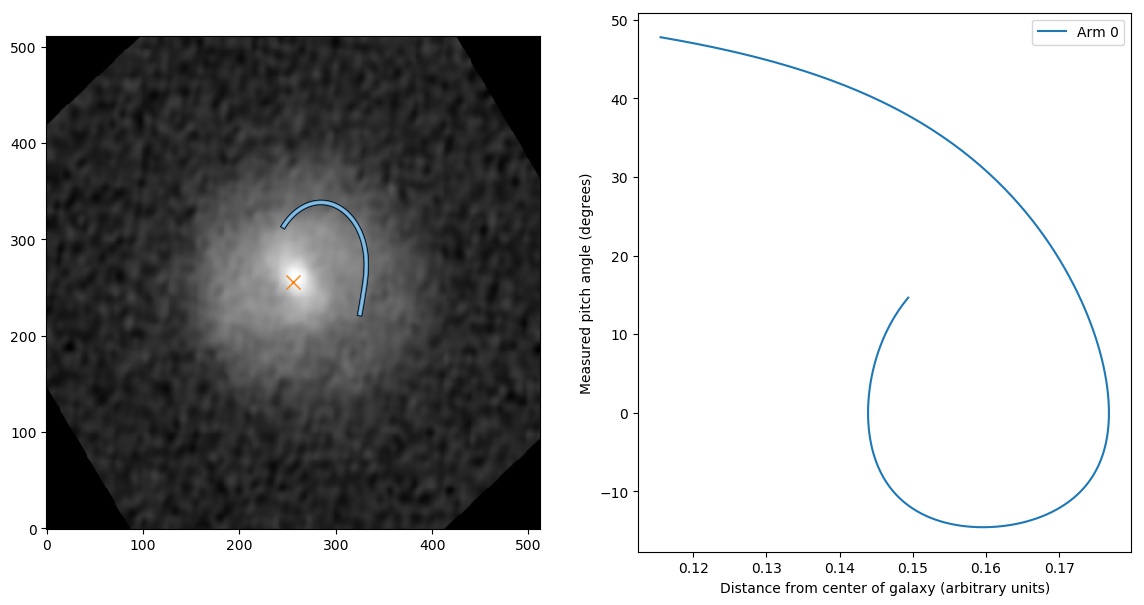 500
400
300
200
100
0
0 100 200 300 400 500
Measured pitch angle (degrees)
50
40
30
20
10
0
−10
Arm 0
0.12 0.13 0.14 0.15 0.16 0.17
Distance from center of galaxy (arbitrary units)